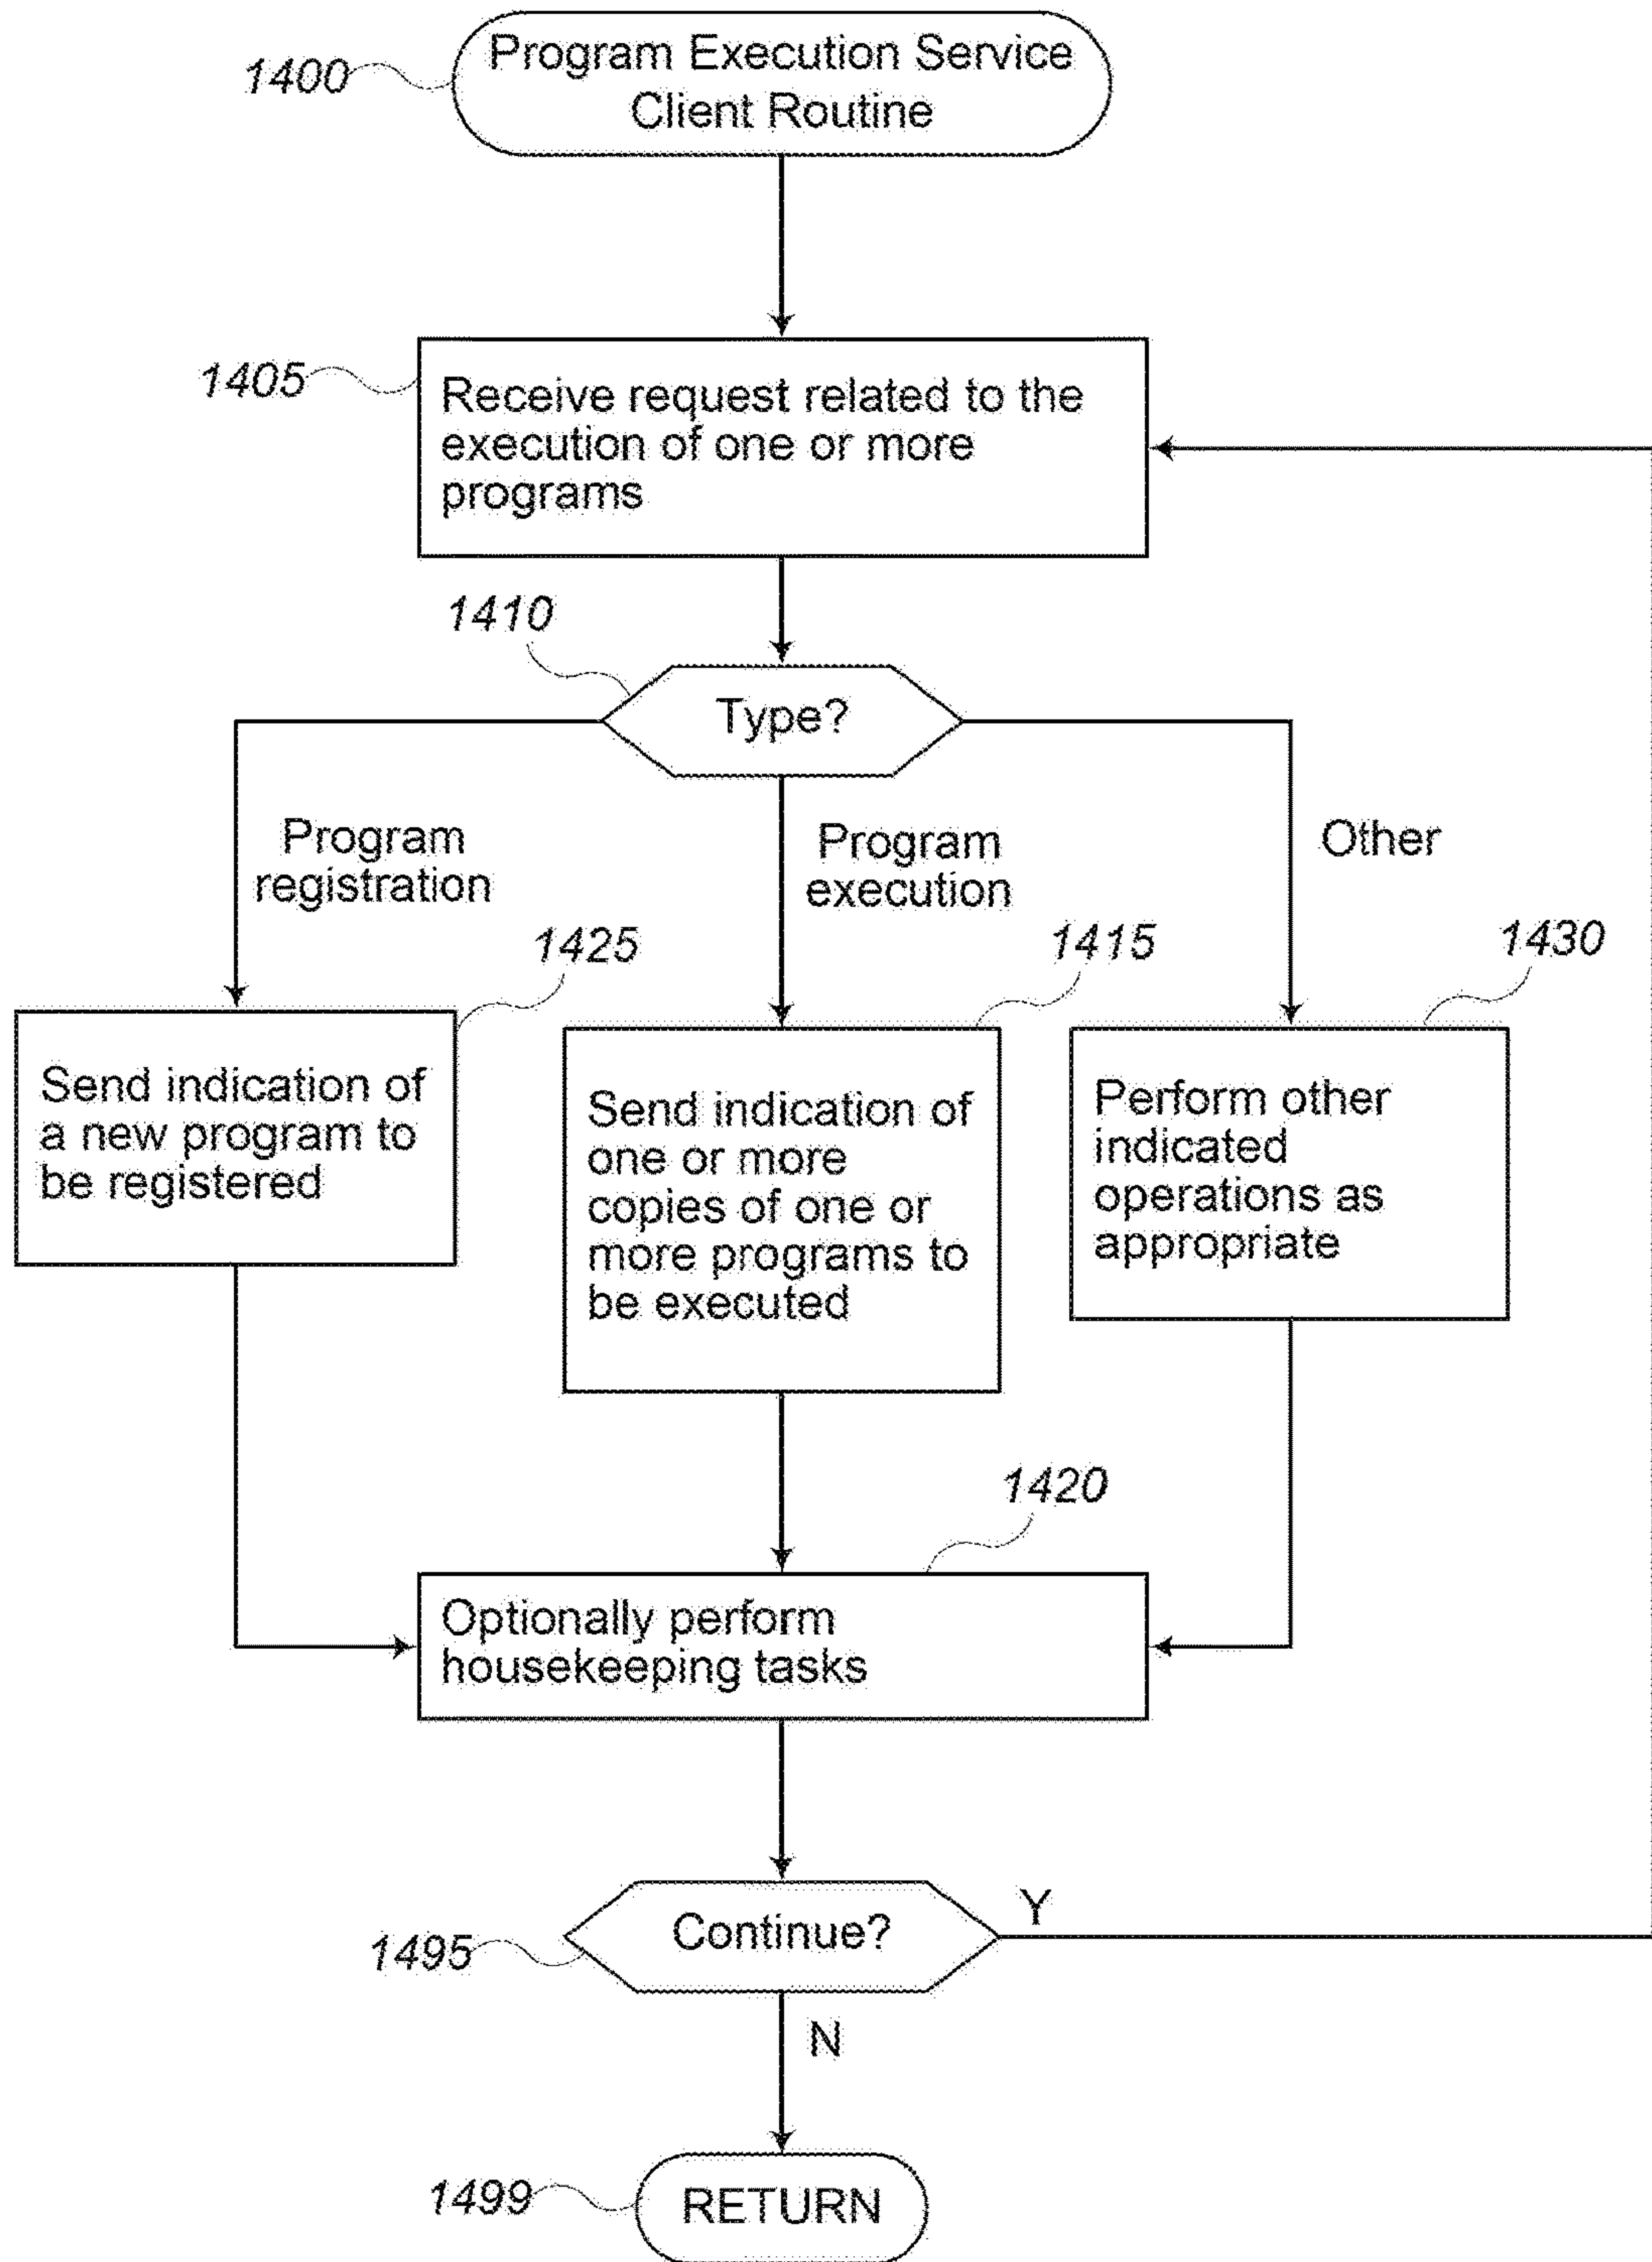 1400
Program Execution Service
Client Routine
1405
Receive request related to the
execution of one or more
programs
1410
Type?
Program
registration
Program
execution
Other
1425
1415
1430
Send indication of
a new program to
be registered
Send indication of
one or more
copies of one or
more programs to
be executed
Perform other
indicated
operations as
appropriate
1420
Optionally perform
housekeeping tasks
1495
Continue?
Y
N
1499
RETURN